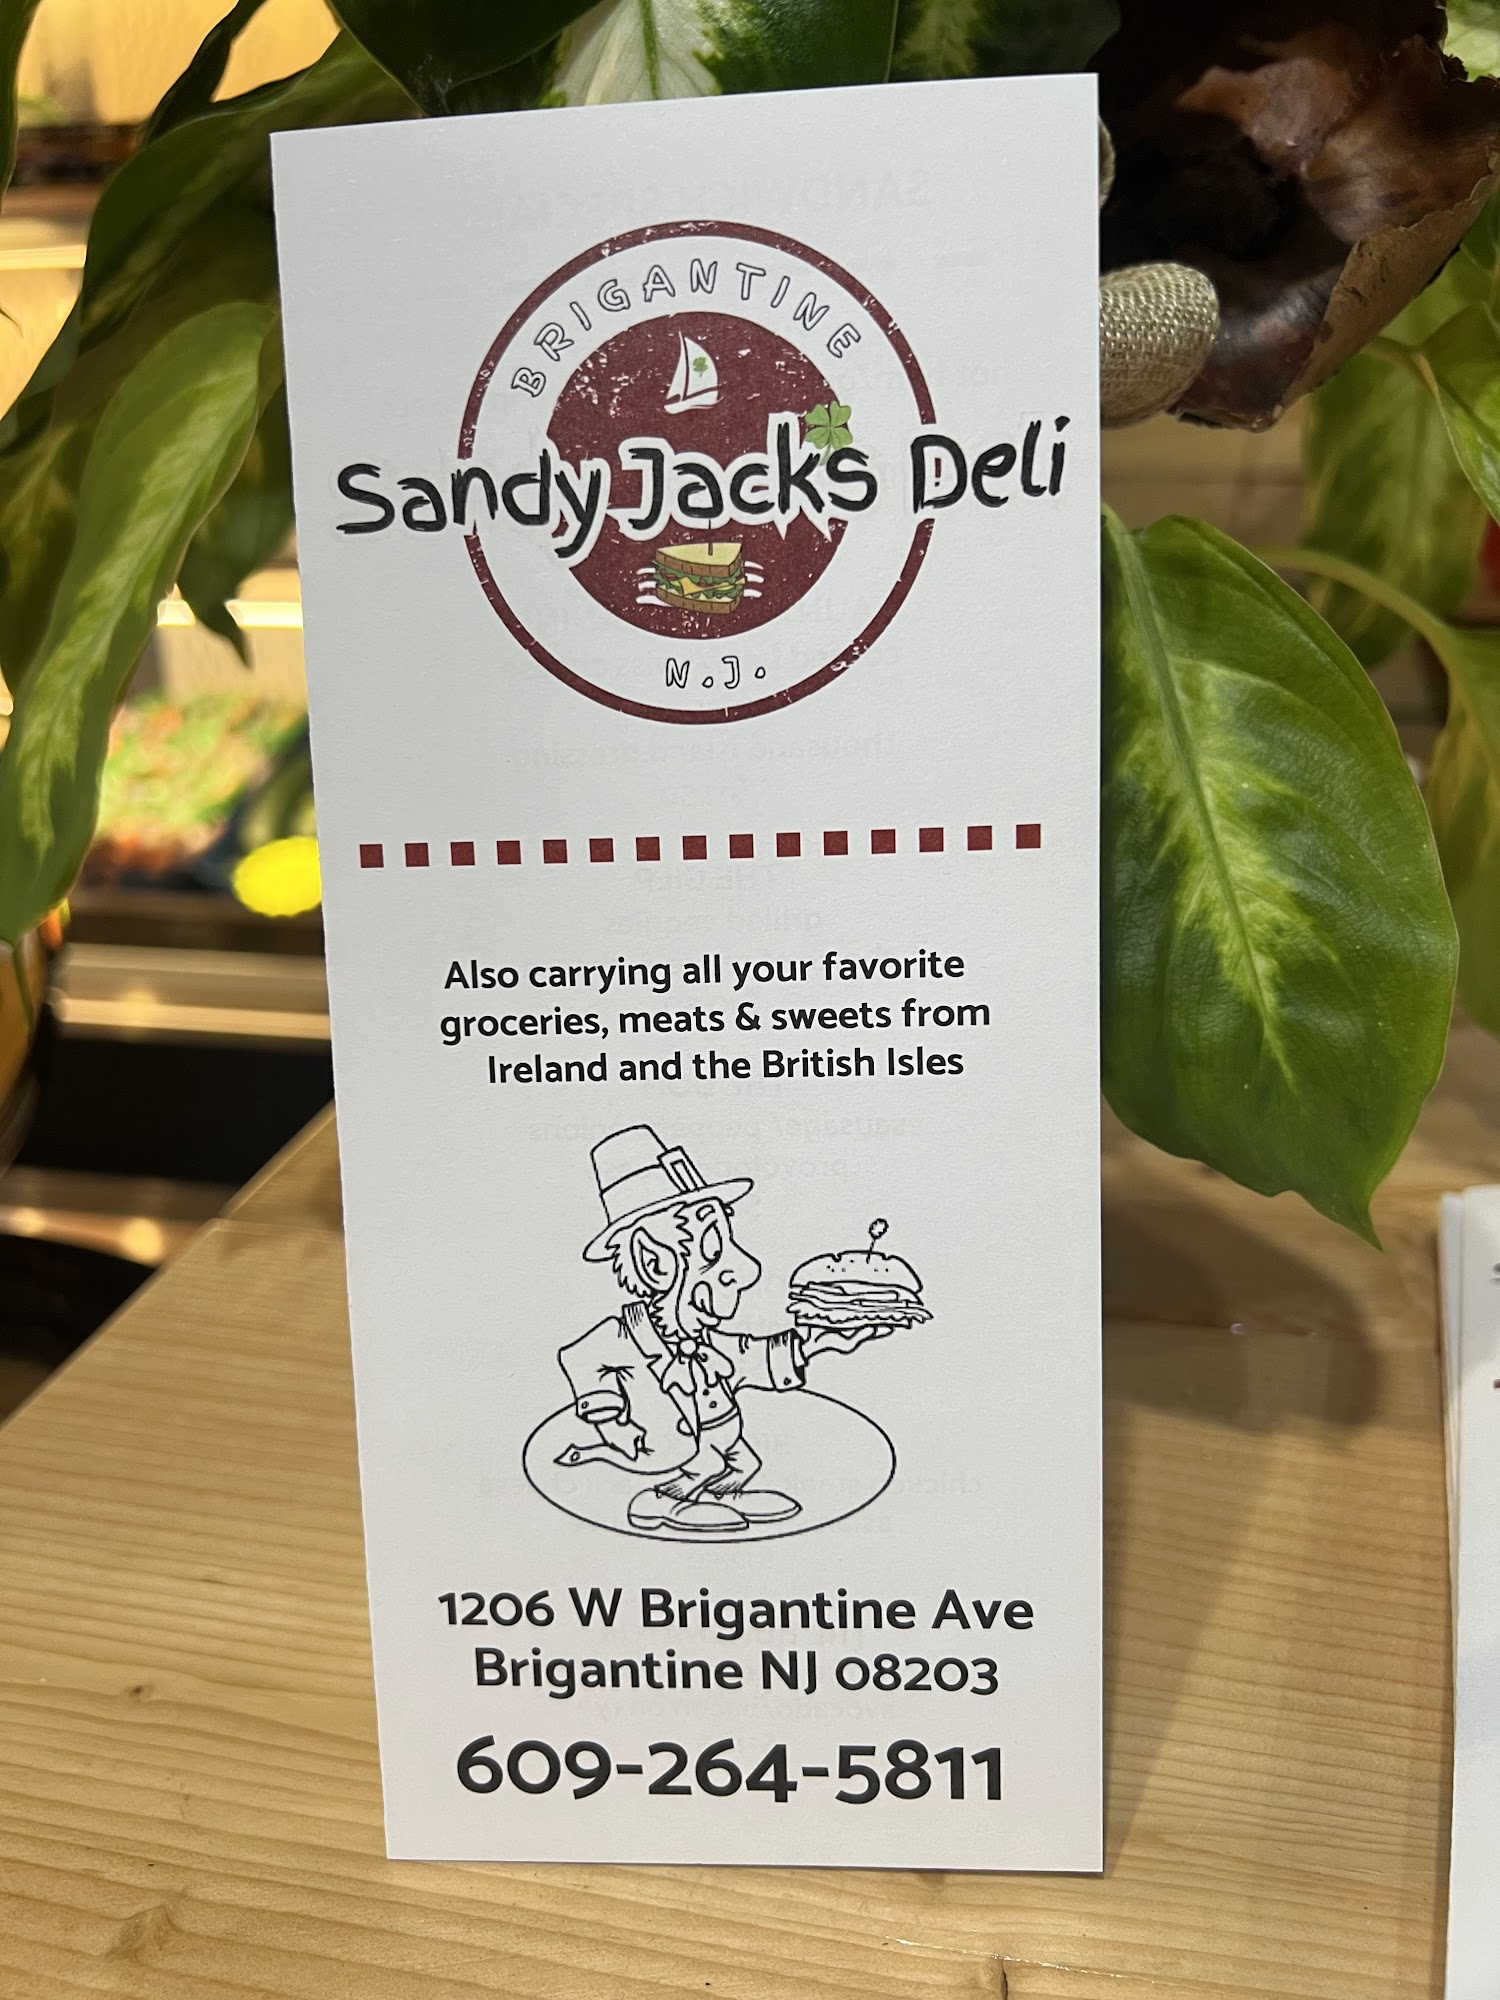 BRIGANTINE
Sandy Jacks Deli
N.J.
Also carrying all your favorite
groceries, meats & sweets from
Ireland and the British Isles
1206 W Brigantine Ave
Brigantine NJ 08203
609-264-5811